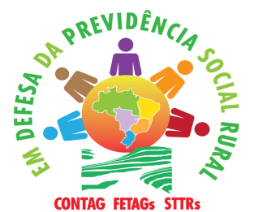 EM DEFESA DA PREVIDÊNCIA SOCIAL RURAL
CONTAG FETAGs STTRs